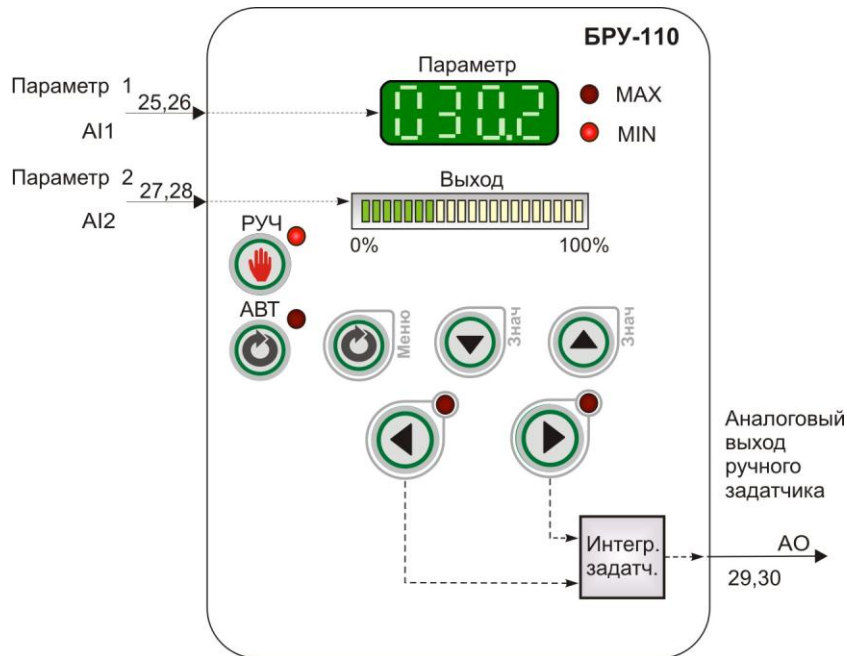 БРУ-110
Параметр
Параметр 1
25,26
AI1
030.2
MAX
MIN
Параметр 2
27,28
AI2
Выход
0%
100%
РУЧ
АВТ
Меню
Знач
Знач
Аналоговый
выход
ручного
задатчика
Интегр.
задатч.
АО
29,30